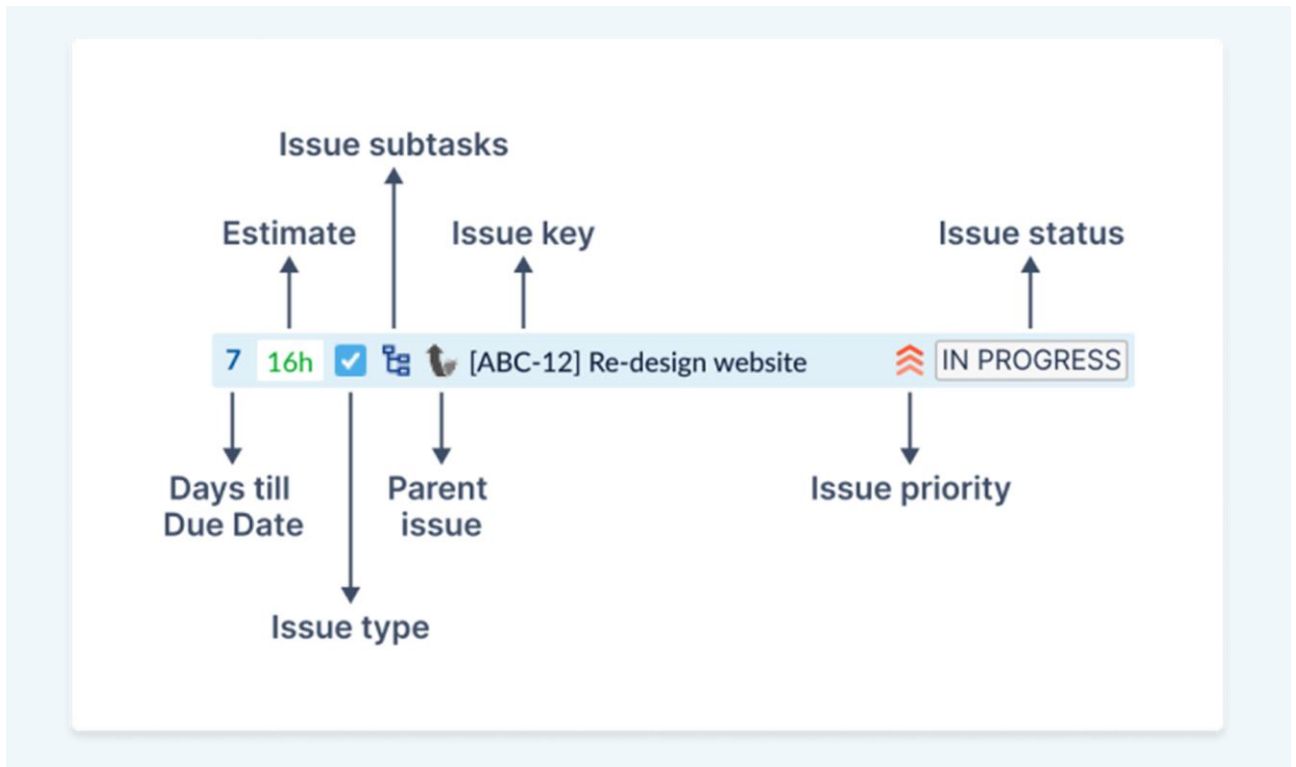 Issue subtasks
Estimate
Issue key
Issue status
7 16h [ABC-12] Re-design website IN PROGRESS
Days till
Due Date
Parent
issue
Issue priority
Issue type